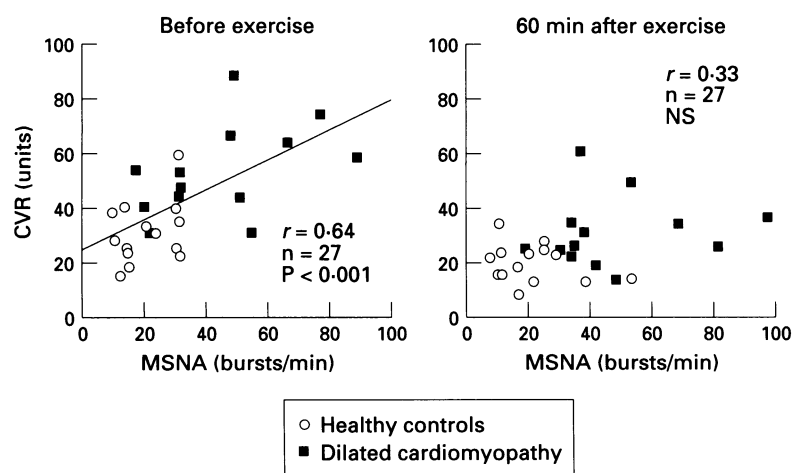 Before exercise
100
80
60
40
20
0
CVR (units)
r = 0·64
n = 27
P < 0·001
0 20 40 60 80 100
MSNA (bursts/min)
60 min after exercise
100
80
60
40
20
0
r = 0·33
n = 27
NS
0 20 40 60 80 100
MSNA (bursts/min)
Healthy controls
Dilated cardiomyopathy